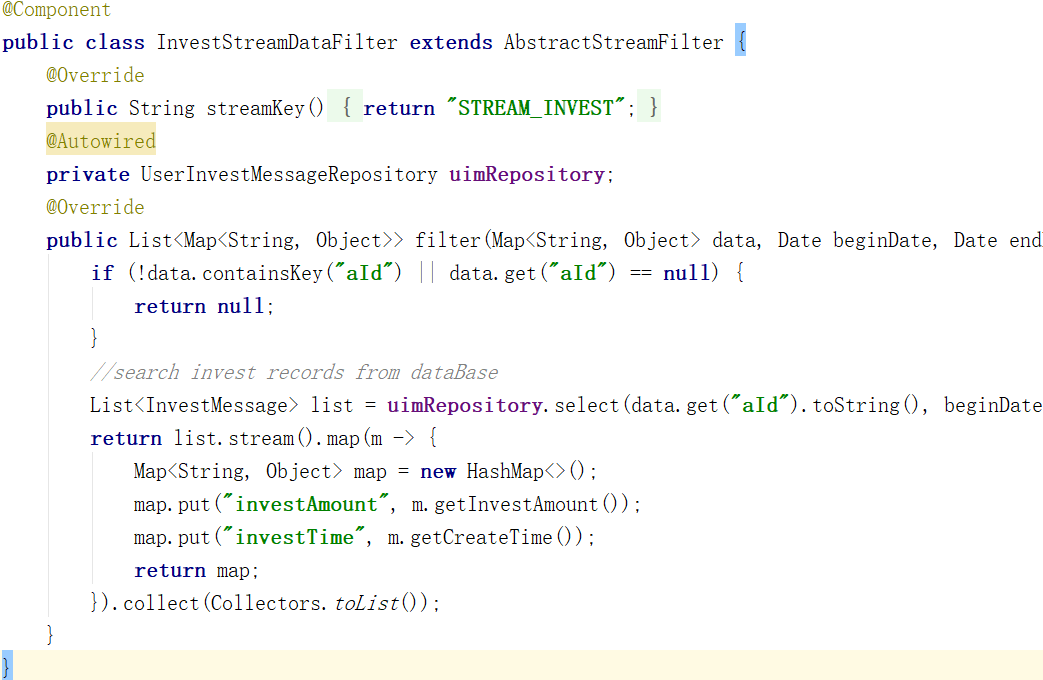 @Component
public class InvestStreamDataFilter extends AbstractStreamFilter {
    @Override
    public String streamKey() { return "STREAM_INVEST"; }
    @Autowired
    private UserInvestMessageRepository uimRepository;
    @Override
    public List<Map<String, Object>> filter(Map<String, Object> data, Date beginDate, Date end
        if (!data.containsKey("aId") || data.get("aId") == null) {
            return null;
        }
        //search invest records from dataBase
        List<InvestMessage> list = uimRepository.select(data.get("aId").toString(), beginDate
        return list.stream().map(m -> {
            Map<String, Object> map = new HashMap<>();
            map.put("investAmount", m.getInvestAmount());
            map.put("investTime", m.getCreateTime());
            return map;
        }).collect(Collectors.toList());
    }
}